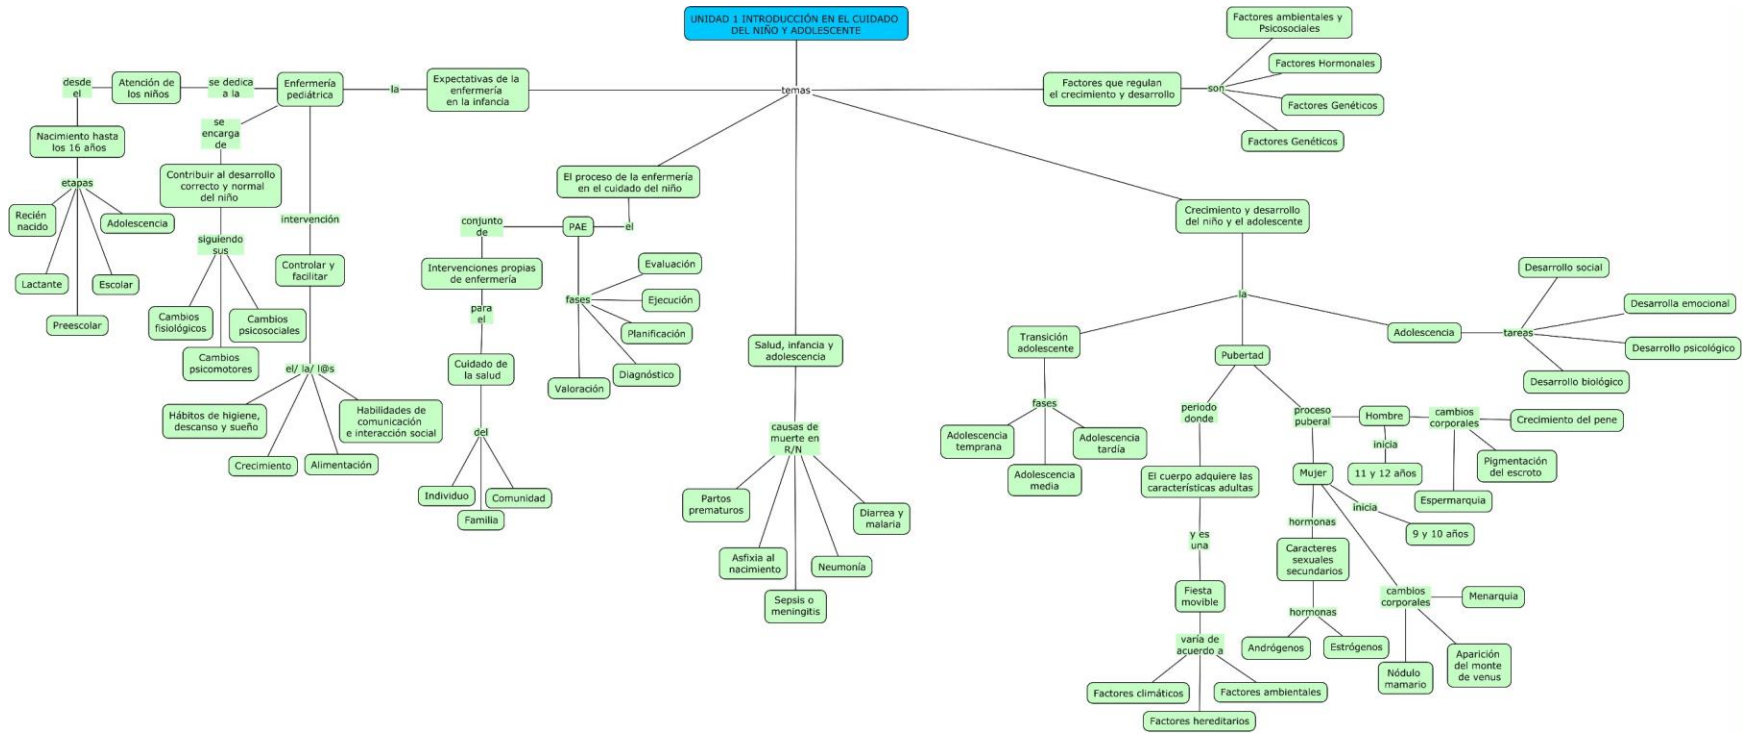 UNIDAD 1 INTRODUCCIÓN EN EL CUIDADO
DEL NIÑO Y ADOLESCENTE
temas
Expectativas de la
enfermería
en la infancia
la
Enfermería
pediátrica
se dedica
a la
Atención de
los niños
desde
el
Nacimiento hasta
los 16 años
etapas
Recién
nacido
Lactante
Preescolar
Escolar
Adolescencia
se
encarga
de
Contribuir al desarrollo
correcto y normal
del niño
siguiendo
sus
Cambios
fisiológicos
Cambios
psicomotores
Cambios
psicosociales
intervención
Controlar y
facilitar
el/ la/ l@s
Hábitos de higiene,
descanso y sueño
Crecimiento
Alimentación
Habilidades de
comunicación
e interacción social
El proceso de la enfermería
en el cuidado del niño
el
PAE
conjunto
de
Intervenciones propias
de enfermería
para
el
Cuidado de
la salud
del
Individuo
Familia
Comunidad
fases
Evaluación
Ejecución
Planificación
Diagnóstico
Valoración
Salud, infancia y
adolescencia
causas de
muerte en
R/N
Partos
prematuros
Asfixia al
nacimiento
Sepsis o
meningitis
Neumonía
Diarrea y
malaria
Crecimiento y desarrollo
del niño y el adolescente
la
Transición
adolescente
fases
Adolescencia
temprana
Adolescencia
media
Adolescencia
tardía
Pubertad
periodo
donde
El cuerpo adquiere las
características adultas
y es
una
Fiesta
movible
varía de
acuerdo a
Factores climáticos
Factores hereditarios
Factores ambientales
proceso
puberal
Hombre
inicia
11 y 12 años
cambios
corporales
Crecimiento del pene
Pigmentación
del escroto
Espermarquia
Mujer
inicia
9 y 10 años
hormonas
Caracteres
sexuales
secundarios
hormonas
Andrógenos
Estrógenos
cambios
corporales
Menarquia
Aparición
del monte
de venus
Nódulo
mamario
Adolescencia
tareas
Desarrollo social
Desarrolla emocional
Desarrollo psicológico
Desarrollo biológico
Factores que regulan
el crecimiento y desarrollo
son
Factores ambientales y
Psicosociales
Factores Hormonales
Factores Genéticos
Factores Genéticos